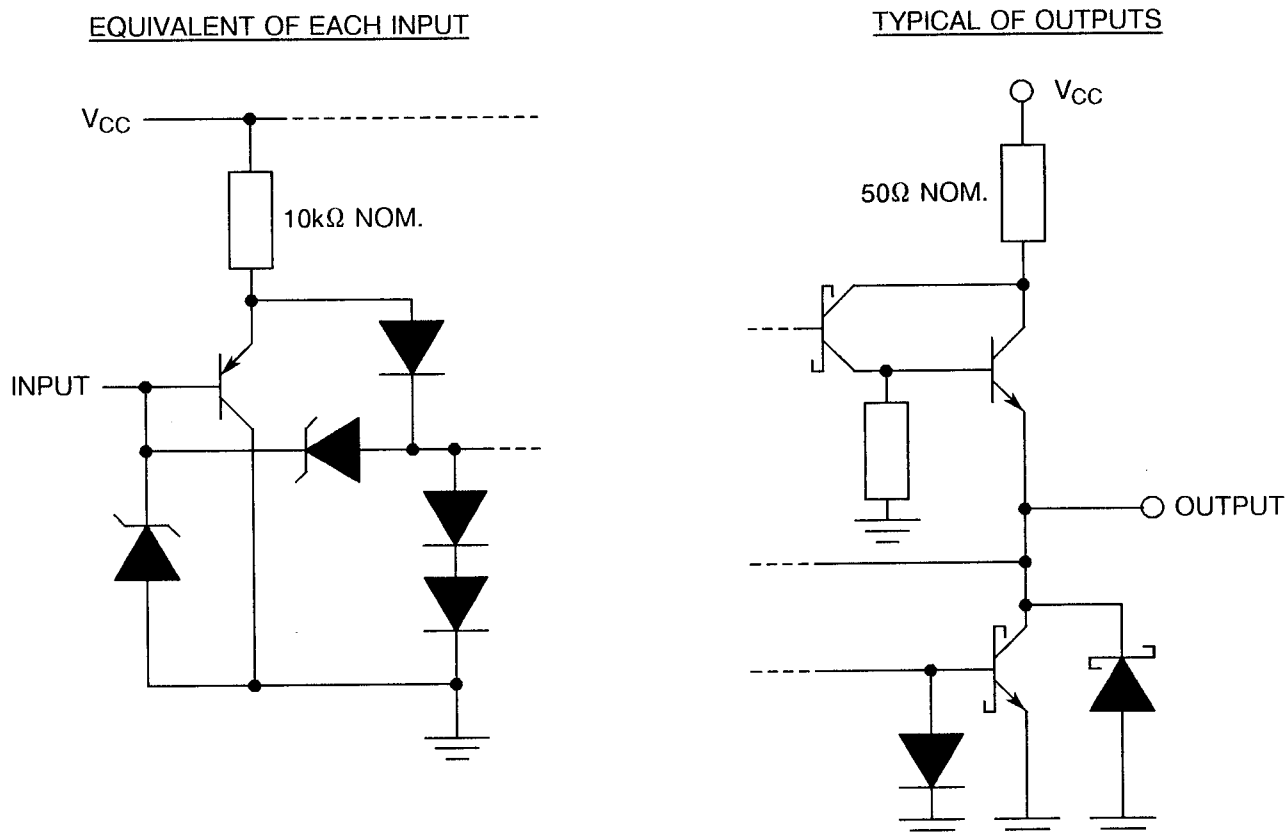 EQUIVALENT OF EACH INPUT
VCC
10kΩ NOM.
INPUT
TYPICAL OF OUTPUTS
VCC
50Ω NOM.
OUTPUT